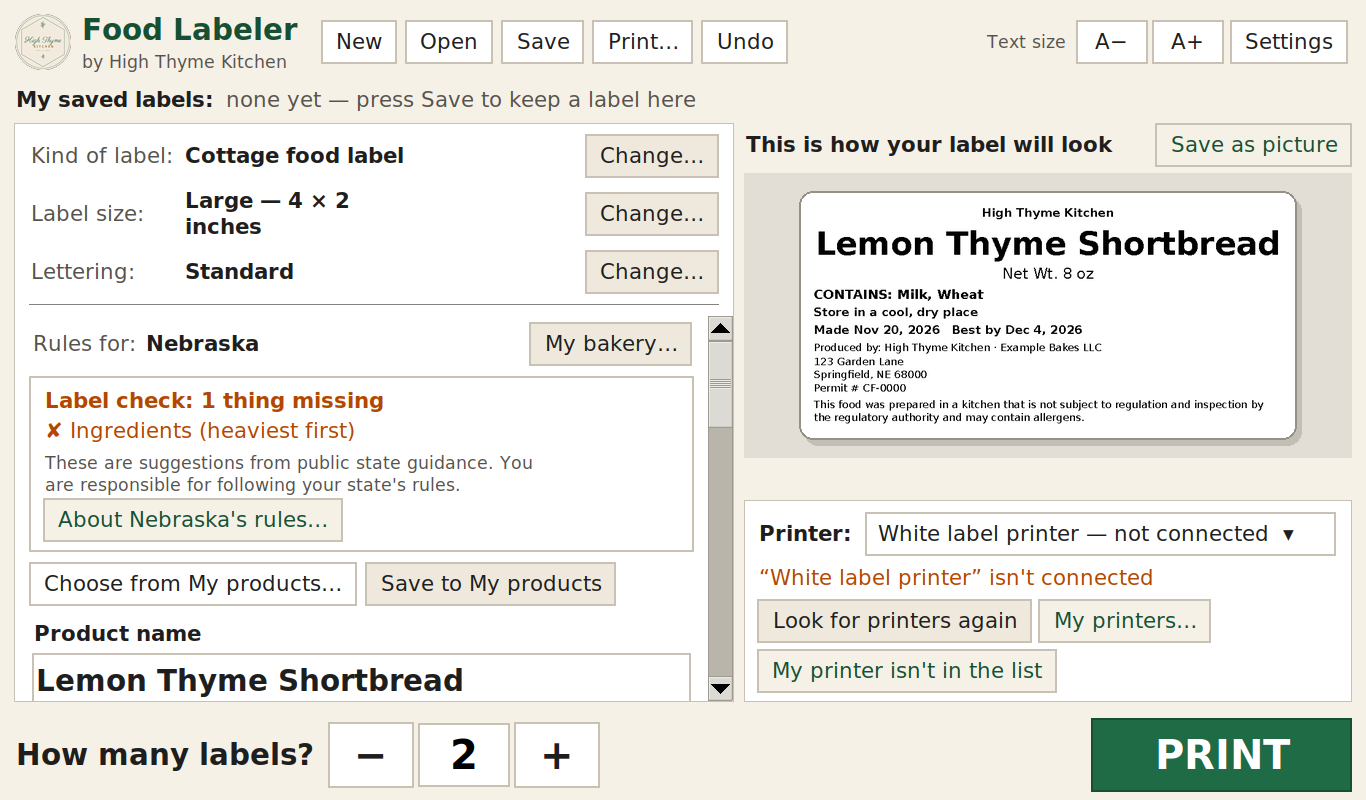 High Thyme
KITCHEN
Food Labeler
by High Thyme Kitchen
New
Open
Save
Print...
Undo
Text size
A−
A+
Settings
My saved labels: none yet — press Save to keep a label here
Kind of label: Cottage food label
Change...
Label size: Large — 4 × 2
inches
Change...
Lettering: Standard
Change...
Rules for: Nebraska
My bakery...
Label check: 1 thing missing
✘ Ingredients (heaviest first)
These are suggestions from public state guidance. You
are responsible for following your state's rules.
About Nebraska's rules...
Choose from My products...
Save to My products
Product name
Lemon Thyme Shortbread
This is how your label will look
Save as picture
High Thyme Kitchen
Lemon Thyme Shortbread
Net Wt. 8 oz
CONTAINS: Milk, Wheat
Store in a cool, dry place
Made Nov 20, 2026 Best by Dec 4, 2026
Produced by: High Thyme Kitchen · Example Bakes LLC
123 Garden Lane
Springfield, NE 68000
Permit # CF-0000
This food was prepared in a kitchen that is not subject to regulation and inspection by
the regulatory authority and may contain allergens.
Printer: White label printer — not connected ▾
“White label printer” isn't connected
Look for printers again
My printers...
My printer isn't in the list
How many labels?
−
2
+
PRINT